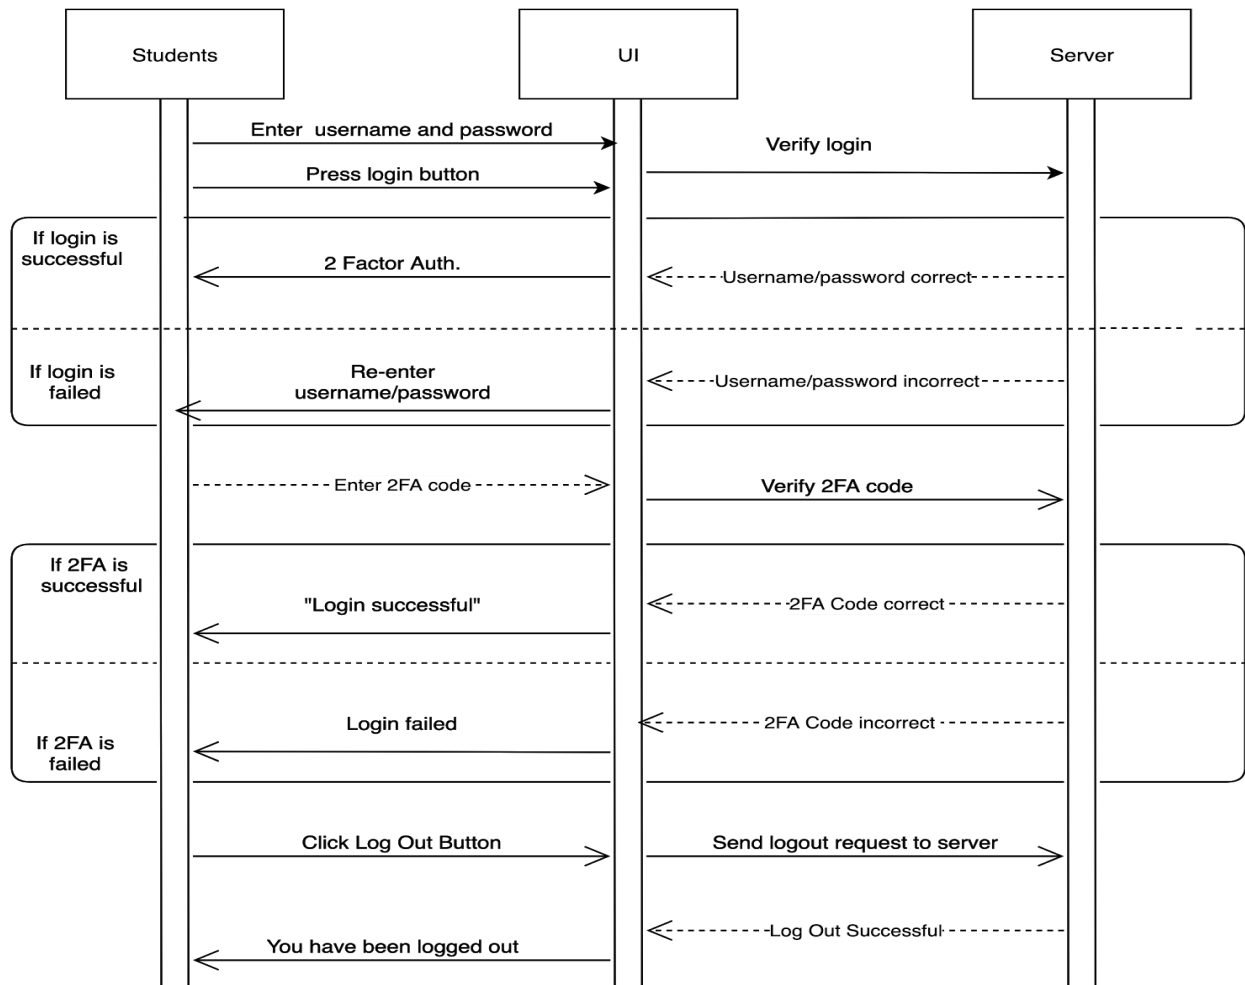 Students
UI
Server
Enter  username and password
Verify login
Press login button
If login is
successful
2 Factor Auth.
Username/password correct
If login is
failed
Re-enter
username/password
Username/password incorrect
Enter 2FA code
Verify 2FA code
If 2FA is
successful
"Login successful"
2FA Code correct
Login failed
2FA Code incorrect
If 2FA is
failed
Click Log Out Button
Send logout request to server
Log Out Successful
You have been logged out